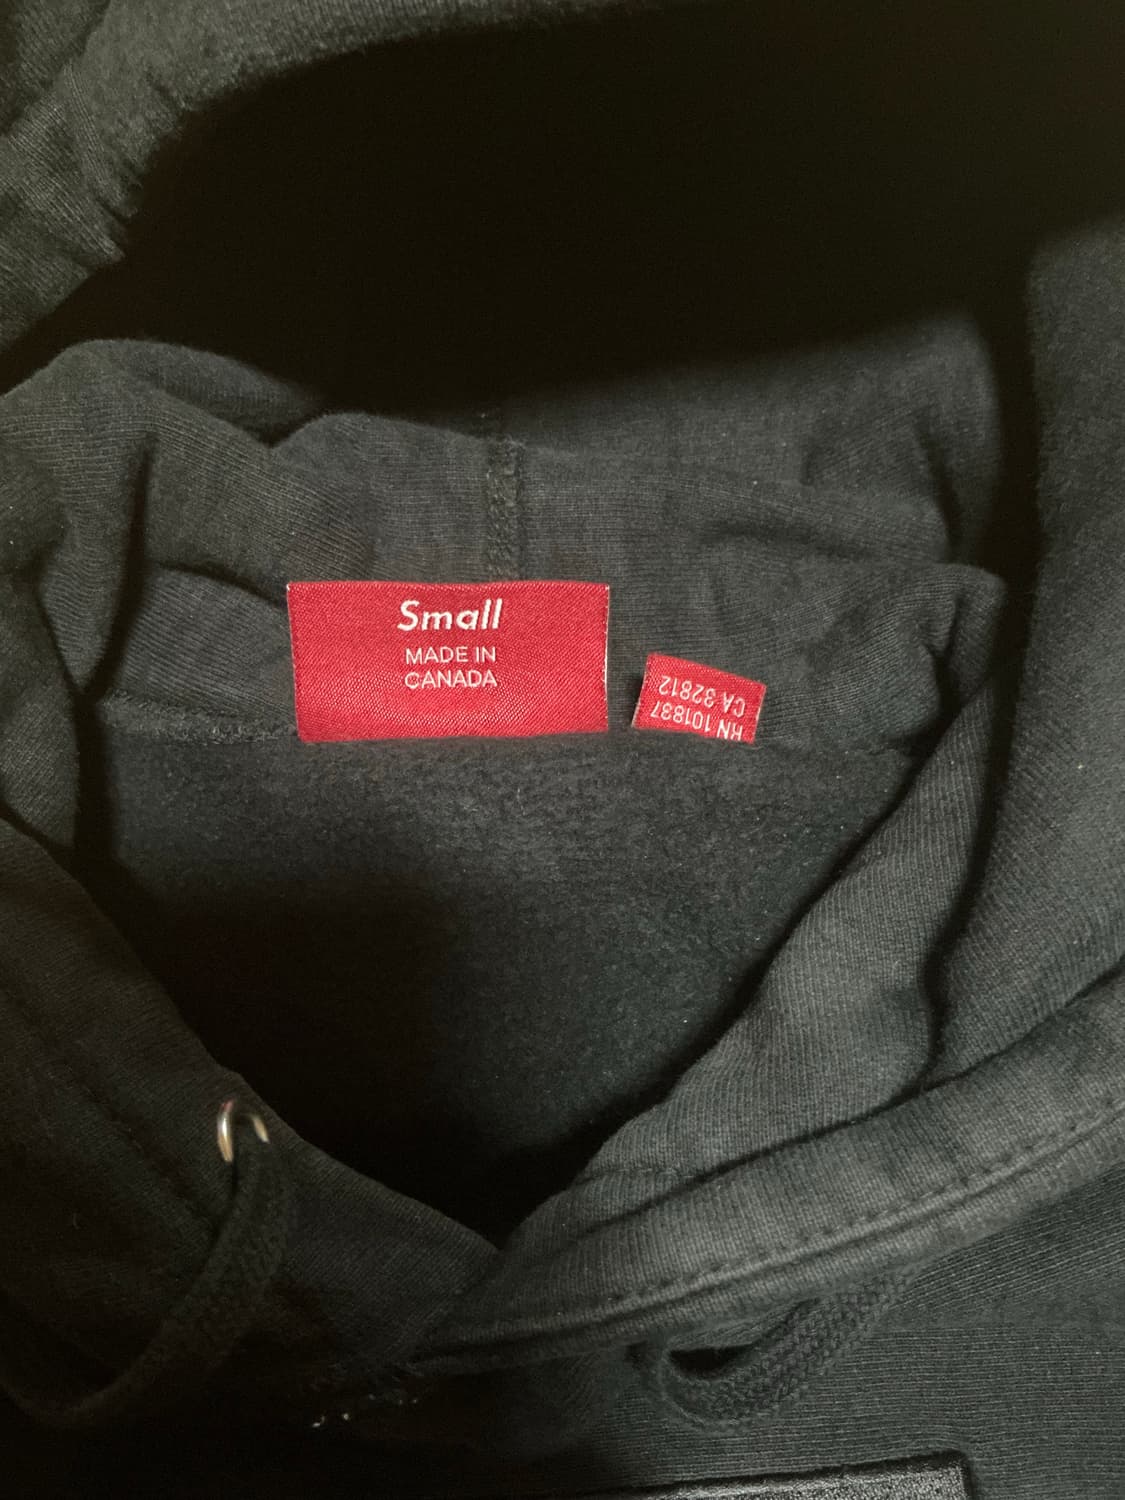 Small
MADE IN
CANADA
RN 101837
CA 32812